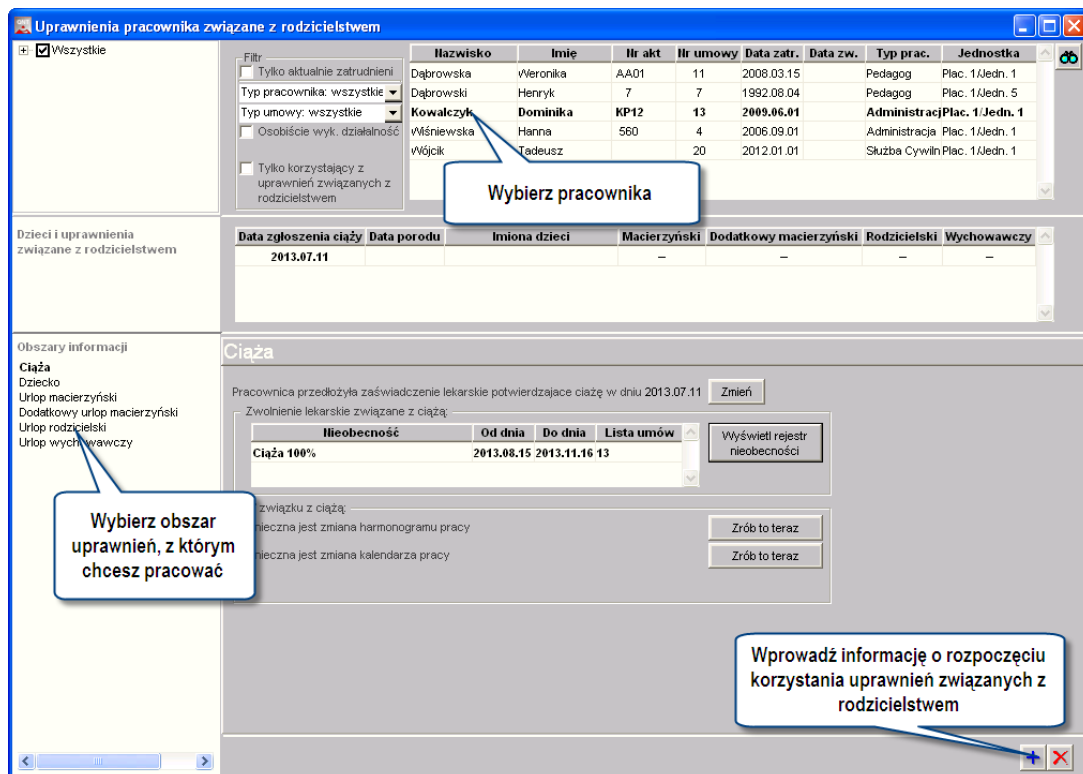 Uprawnienia pracownika związane z rodzicielstwem
Wszystkie
Filtr
Tylko aktualnie zatrudnieni
Typ pracownika: wszystkie
Typ umowy: wszystkie
Osobiście wyk. działalność
Tylko korzystający z
uprawnień związanych z
rodzicielstwem
Nazwisko Imię Nr akt Nr umowy Data zatr. Data zw. Typ prac. Jednostka
Dąbrowska Weronika AA01 11 2008.03.15 Pedagog Plac. 1/Jedn. 1
Dąbrowski Henryk 7 7 1992.08.04 Pedagog Plac. 1/Jedn. 5
Kowalczyk Dominika KP12 13 2009.06.01 Administracj Plac. 1/Jedn. 1
Wiśniewska Hanna 560 4 2006.09.01 Administracja Plac. 1/Jedn. 1
Wójcik Tadeusz 20 2012.01.01 Służba Cywiln Plac. 1/Jedn. 1
Wybierz pracownika
Dzieci i uprawnienia
związane z rodzicielstwem
Data zgłoszenia ciąży Data porodu Imiona dzieci Macierzyński Dodatkowy macierzyński Rodzicielski Wychowawczy
2013.07.11 – – – –
Obszary informacji
Ciąża
Dziecko
Urlop macierzyński
Dodatkowy urlop macierzyński
Urlop rodzicielski
Urlop wychowawczy
Wybierz obszar
uprawnień, z którym
chcesz pracować
Ciąża
Pracownica przedłożyła zaświadczenie lekarskie potwierdzajace ciażę w dniu 2013.07.11 Zmień
Zwolnienie lekarskie związane z ciążą:
Nieobecność Od dnia Do dnia Lista umów
Ciąża 100% 2013.08.15 2013.11.16 13
Wyświetl rejestr
nieobecności
związku z ciążą:
nieczna jest zmiana harmonogramu pracy Zrób to teraz
nieczna jest zmiana kalendarza pracy Zrób to teraz
Wprowadź informację o rozpoczęciu
korzystania uprawnień związanych z
rodzicielstwem